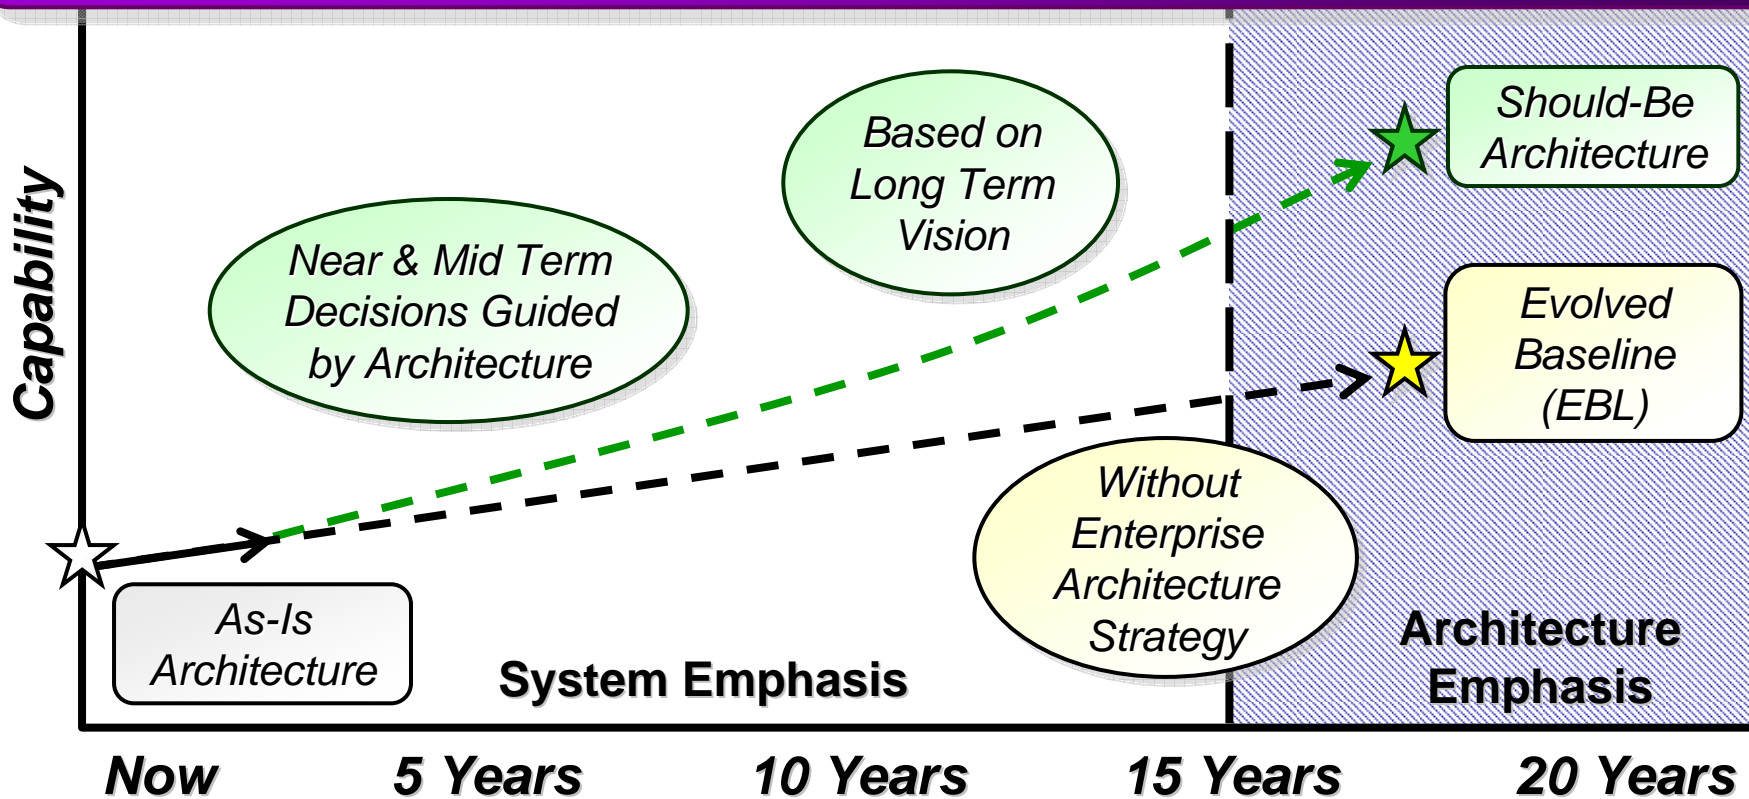 Capability
Near & Mid Term
Decisions Guided
by Architecture
Based on
Long Term
Vision
Should-Be
Architecture
Evolved
Baseline
(EBL)
Without
Enterprise
Architecture
Strategy
As-Is
Architecture
System Emphasis
Architecture
Emphasis
Now
5 Years
10 Years
15 Years
20 Years